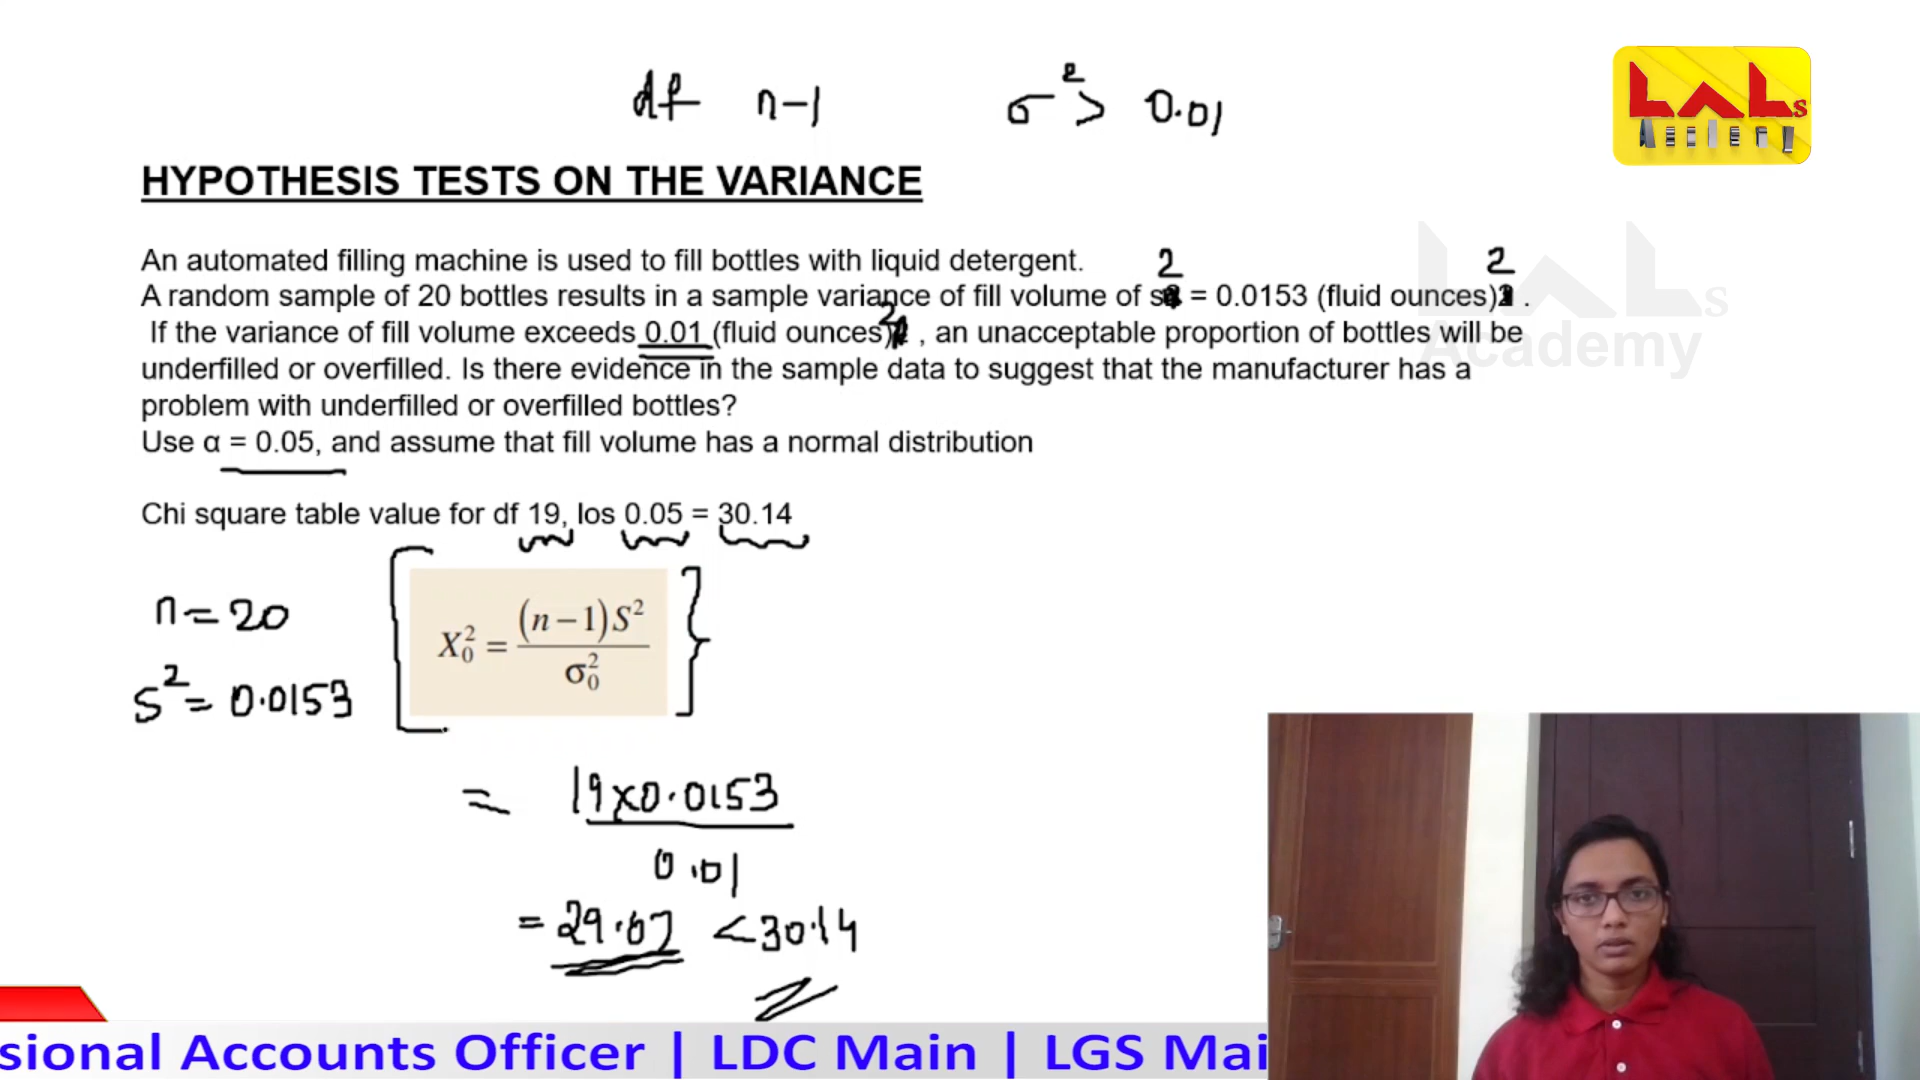 df n-1 σ² > 0.01
LALs
Academy
HYPOTHESIS TESTS ON THE VARIANCE
An automated filling machine is used to fill bottles with liquid detergent.
A random sample of 20 bottles results in a sample variance of fill volume of s² = 0.0153 (fluid ounces)² .
If the variance of fill volume exceeds 0.01 (fluid ounces)² , an unacceptable proportion of bottles will be
underfilled or overfilled. Is there evidence in the sample data to suggest that the manufacturer has a
problem with underfilled or overfilled bottles?
Use α = 0.05, and assume that fill volume has a normal distribution
LALs
Academy
Chi square table value for df 19, los 0.05 = 30.14
n = 20
s² = 0.0153
X₀² = (n – 1)S² / σ₀²
= 19×0.0153 / 0.01
= 29.07 < 30.14
sional Accounts Officer | LDC Main | LGS Mai